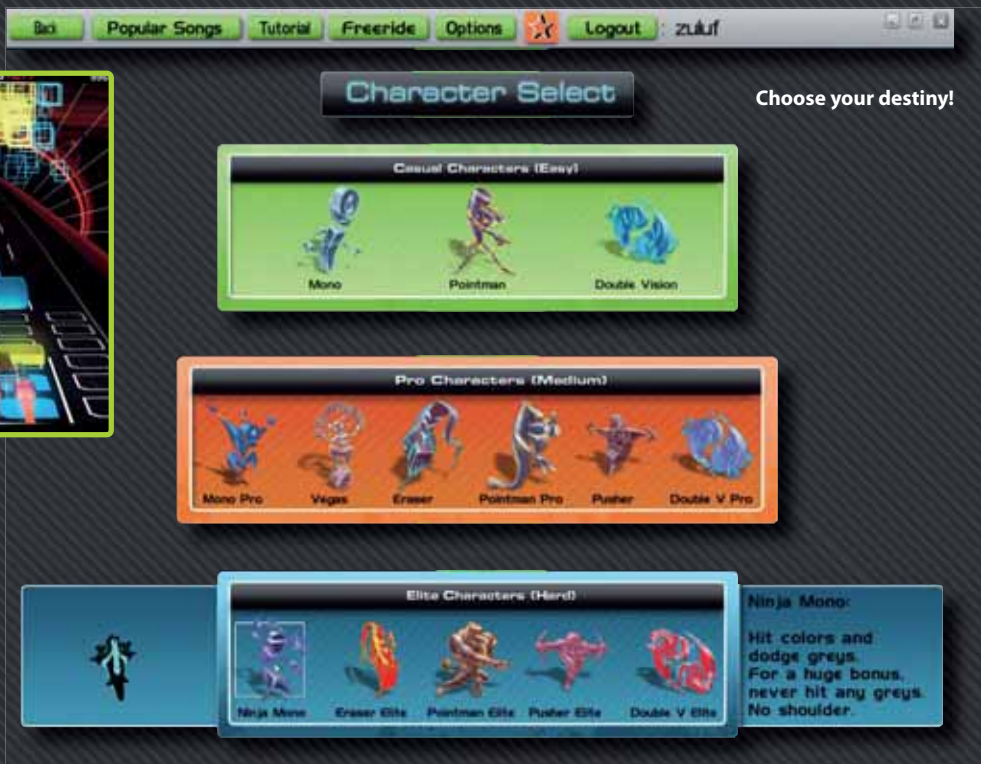 Back Popular Songs Tutorial Freeride Options Logout : zuluf
Character Select
Choose your destiny!
Casual Characters (Easy)
Mono Pointman Double Vision
Pro Characters (Medium)
Mono Pro Vegas Eraser Pointman Pro Pusher Double V Pro
Elite Characters (Hard)
Ninja Mono Eraser Elite Pointman Elite Pusher Elite Double V Elite
Ninja Mono:
Hit colors and
dodge greys.
For a huge bonus,
never hit any greys.
No shoulder.